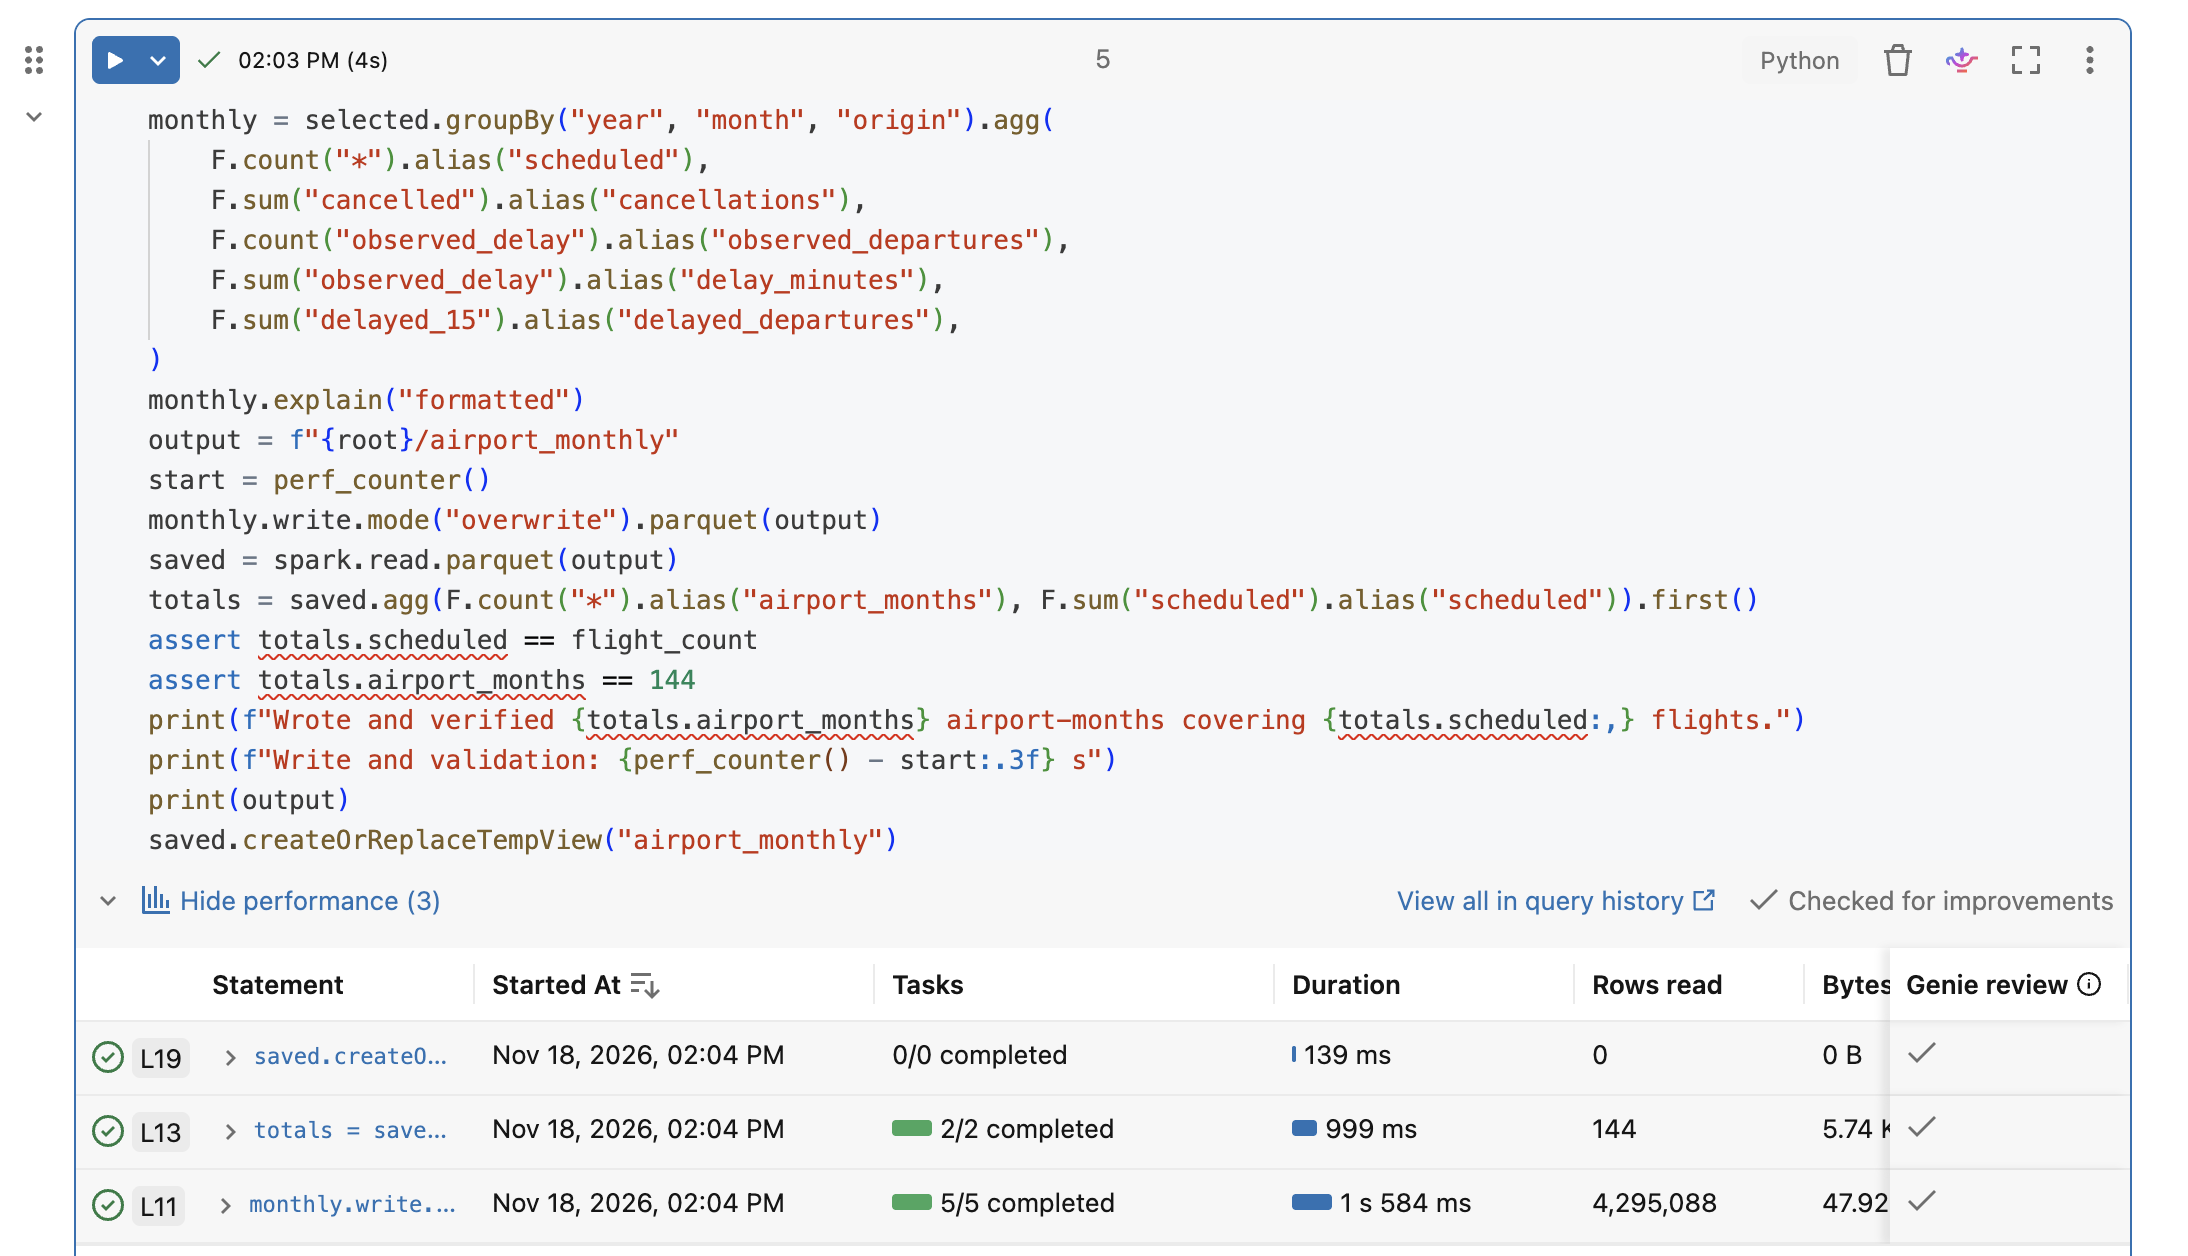 02:03 PM (4s)
5
Python
monthly = selected.groupBy("year", "month", "origin").agg(
    F.count("*").alias("scheduled"),
    F.sum("cancelled").alias("cancellations"),
    F.count("observed_delay").alias("observed_departures"),
    F.sum("observed_delay").alias("delay_minutes"),
    F.sum("delayed_15").alias("delayed_departures"),
)
monthly.explain("formatted")
output = f"{root}/airport_monthly"
start = perf_counter()
monthly.write.mode("overwrite").parquet(output)
saved = spark.read.parquet(output)
totals = saved.agg(F.count("*").alias("airport_months"), F.sum("scheduled").alias("scheduled")).first()
assert totals.scheduled == flight_count
assert totals.airport_months == 144
print(f"Wrote and verified {totals.airport_months} airport-months covering {totals.scheduled:,} flights.")
print(f"Write and validation: {perf_counter() - start:.3f} s")
print(output)
saved.createOrReplaceTempView("airport_monthly")
Hide performance (3) View all in query history Checked for improvements
Statement Started At Tasks Duration Rows read Bytes Genie review
L19 saved.createO... Nov 18, 2026, 02:04 PM 0/0 completed 139 ms 0 0 B
L13 totals = save... Nov 18, 2026, 02:04 PM 2/2 completed 999 ms 144 5.74
L11 monthly.write.... Nov 18, 2026, 02:04 PM 5/5 completed 1 s 584 ms 4,295,088 47.92